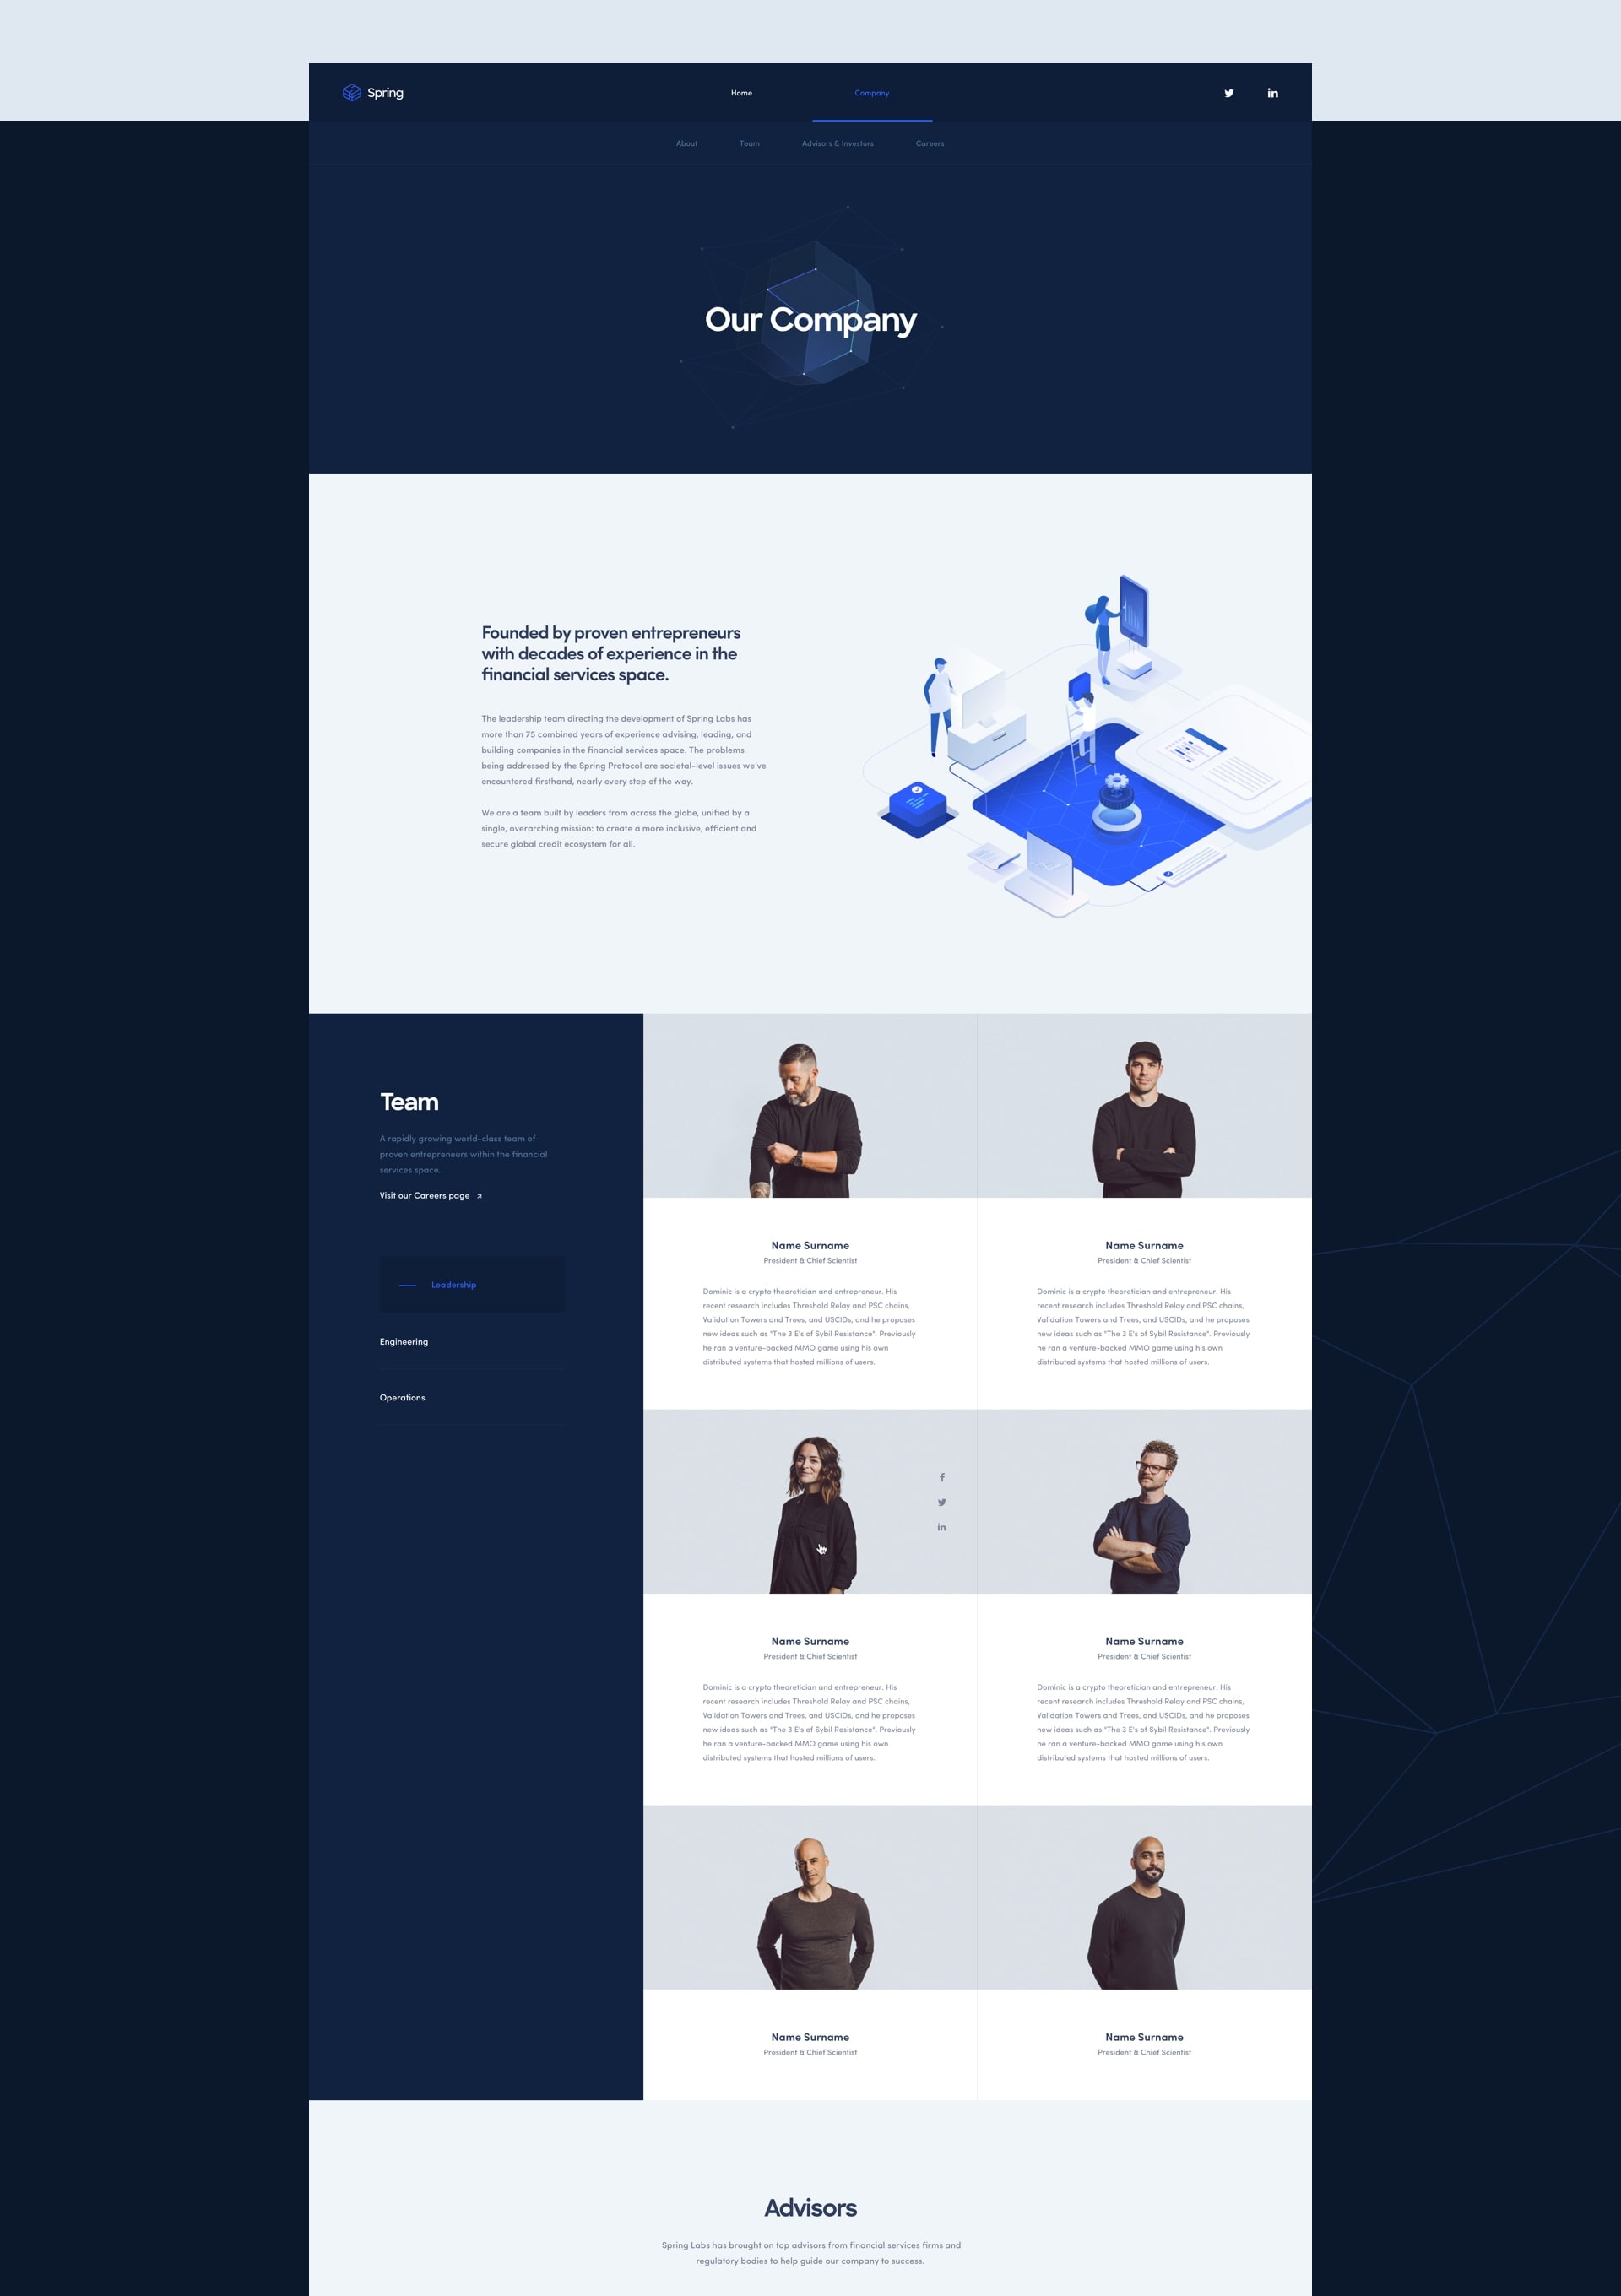 Spring
Home
Company
About
Team
Advisors & Investors
Careers
Our Company
Founded by proven entrepreneurs
with decades of experience in the
financial services space.
The leadership team directing the development of Spring Labs has
more than 75 combined years of experience advising, leading, and
building companies in the financial services space. The problems
being addressed by the Spring Protocol are societal-level issues we've
encountered firsthand, nearly every step of the way.
We are a team built by leaders from across the globe, unified by a
single, overarching mission: to create a more inclusive, efficient and
secure global credit ecosystem for all.
Team
A rapidly growing world-class team of
proven entrepreneurs within the financial
services space.
Visit our Careers page
Leadership
Engineering
Operations
Name Surname
President & Chief Scientist
Dominic is a crypto theoretician and entrepreneur. His
recent research includes Threshold Relay and PSC chains,
Validation Towers and Trees, and USCIDs, and he proposes
new ideas such as "The 3 E's of Sybil Resistance". Previously
he ran a venture-backed MMO game using his own
distributed systems that hosted millions of users.
Name Surname
President & Chief Scientist
Dominic is a crypto theoretician and entrepreneur. His
recent research includes Threshold Relay and PSC chains,
Validation Towers and Trees, and USCIDs, and he proposes
new ideas such as "The 3 E's of Sybil Resistance". Previously
he ran a venture-backed MMO game using his own
distributed systems that hosted millions of users.
Name Surname
President & Chief Scientist
Dominic is a crypto theoretician and entrepreneur. His
recent research includes Threshold Relay and PSC chains,
Validation Towers and Trees, and USCIDs, and he proposes
new ideas such as "The 3 E's of Sybil Resistance". Previously
he ran a venture-backed MMO game using his own
distributed systems that hosted millions of users.
Name Surname
President & Chief Scientist
Dominic is a crypto theoretician and entrepreneur. His
recent research includes Threshold Relay and PSC chains,
Validation Towers and Trees, and USCIDs, and he proposes
new ideas such as "The 3 E's of Sybil Resistance". Previously
he ran a venture-backed MMO game using his own
distributed systems that hosted millions of users.
Name Surname
President & Chief Scientist
Name Surname
President & Chief Scientist
Advisors
Spring Labs has brought on top advisors from financial services firms and
regulatory bodies to help guide our company to success.